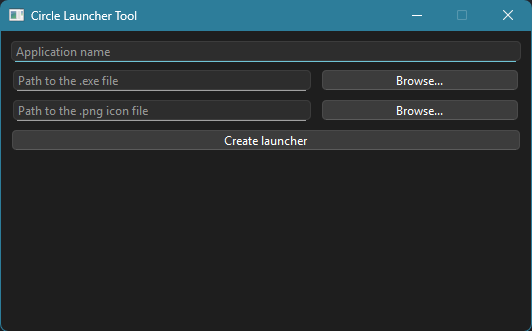 Circle Launcher Tool
Application name
Path to the .exe file Browse...
Path to the .png icon file Browse...
Create launcher